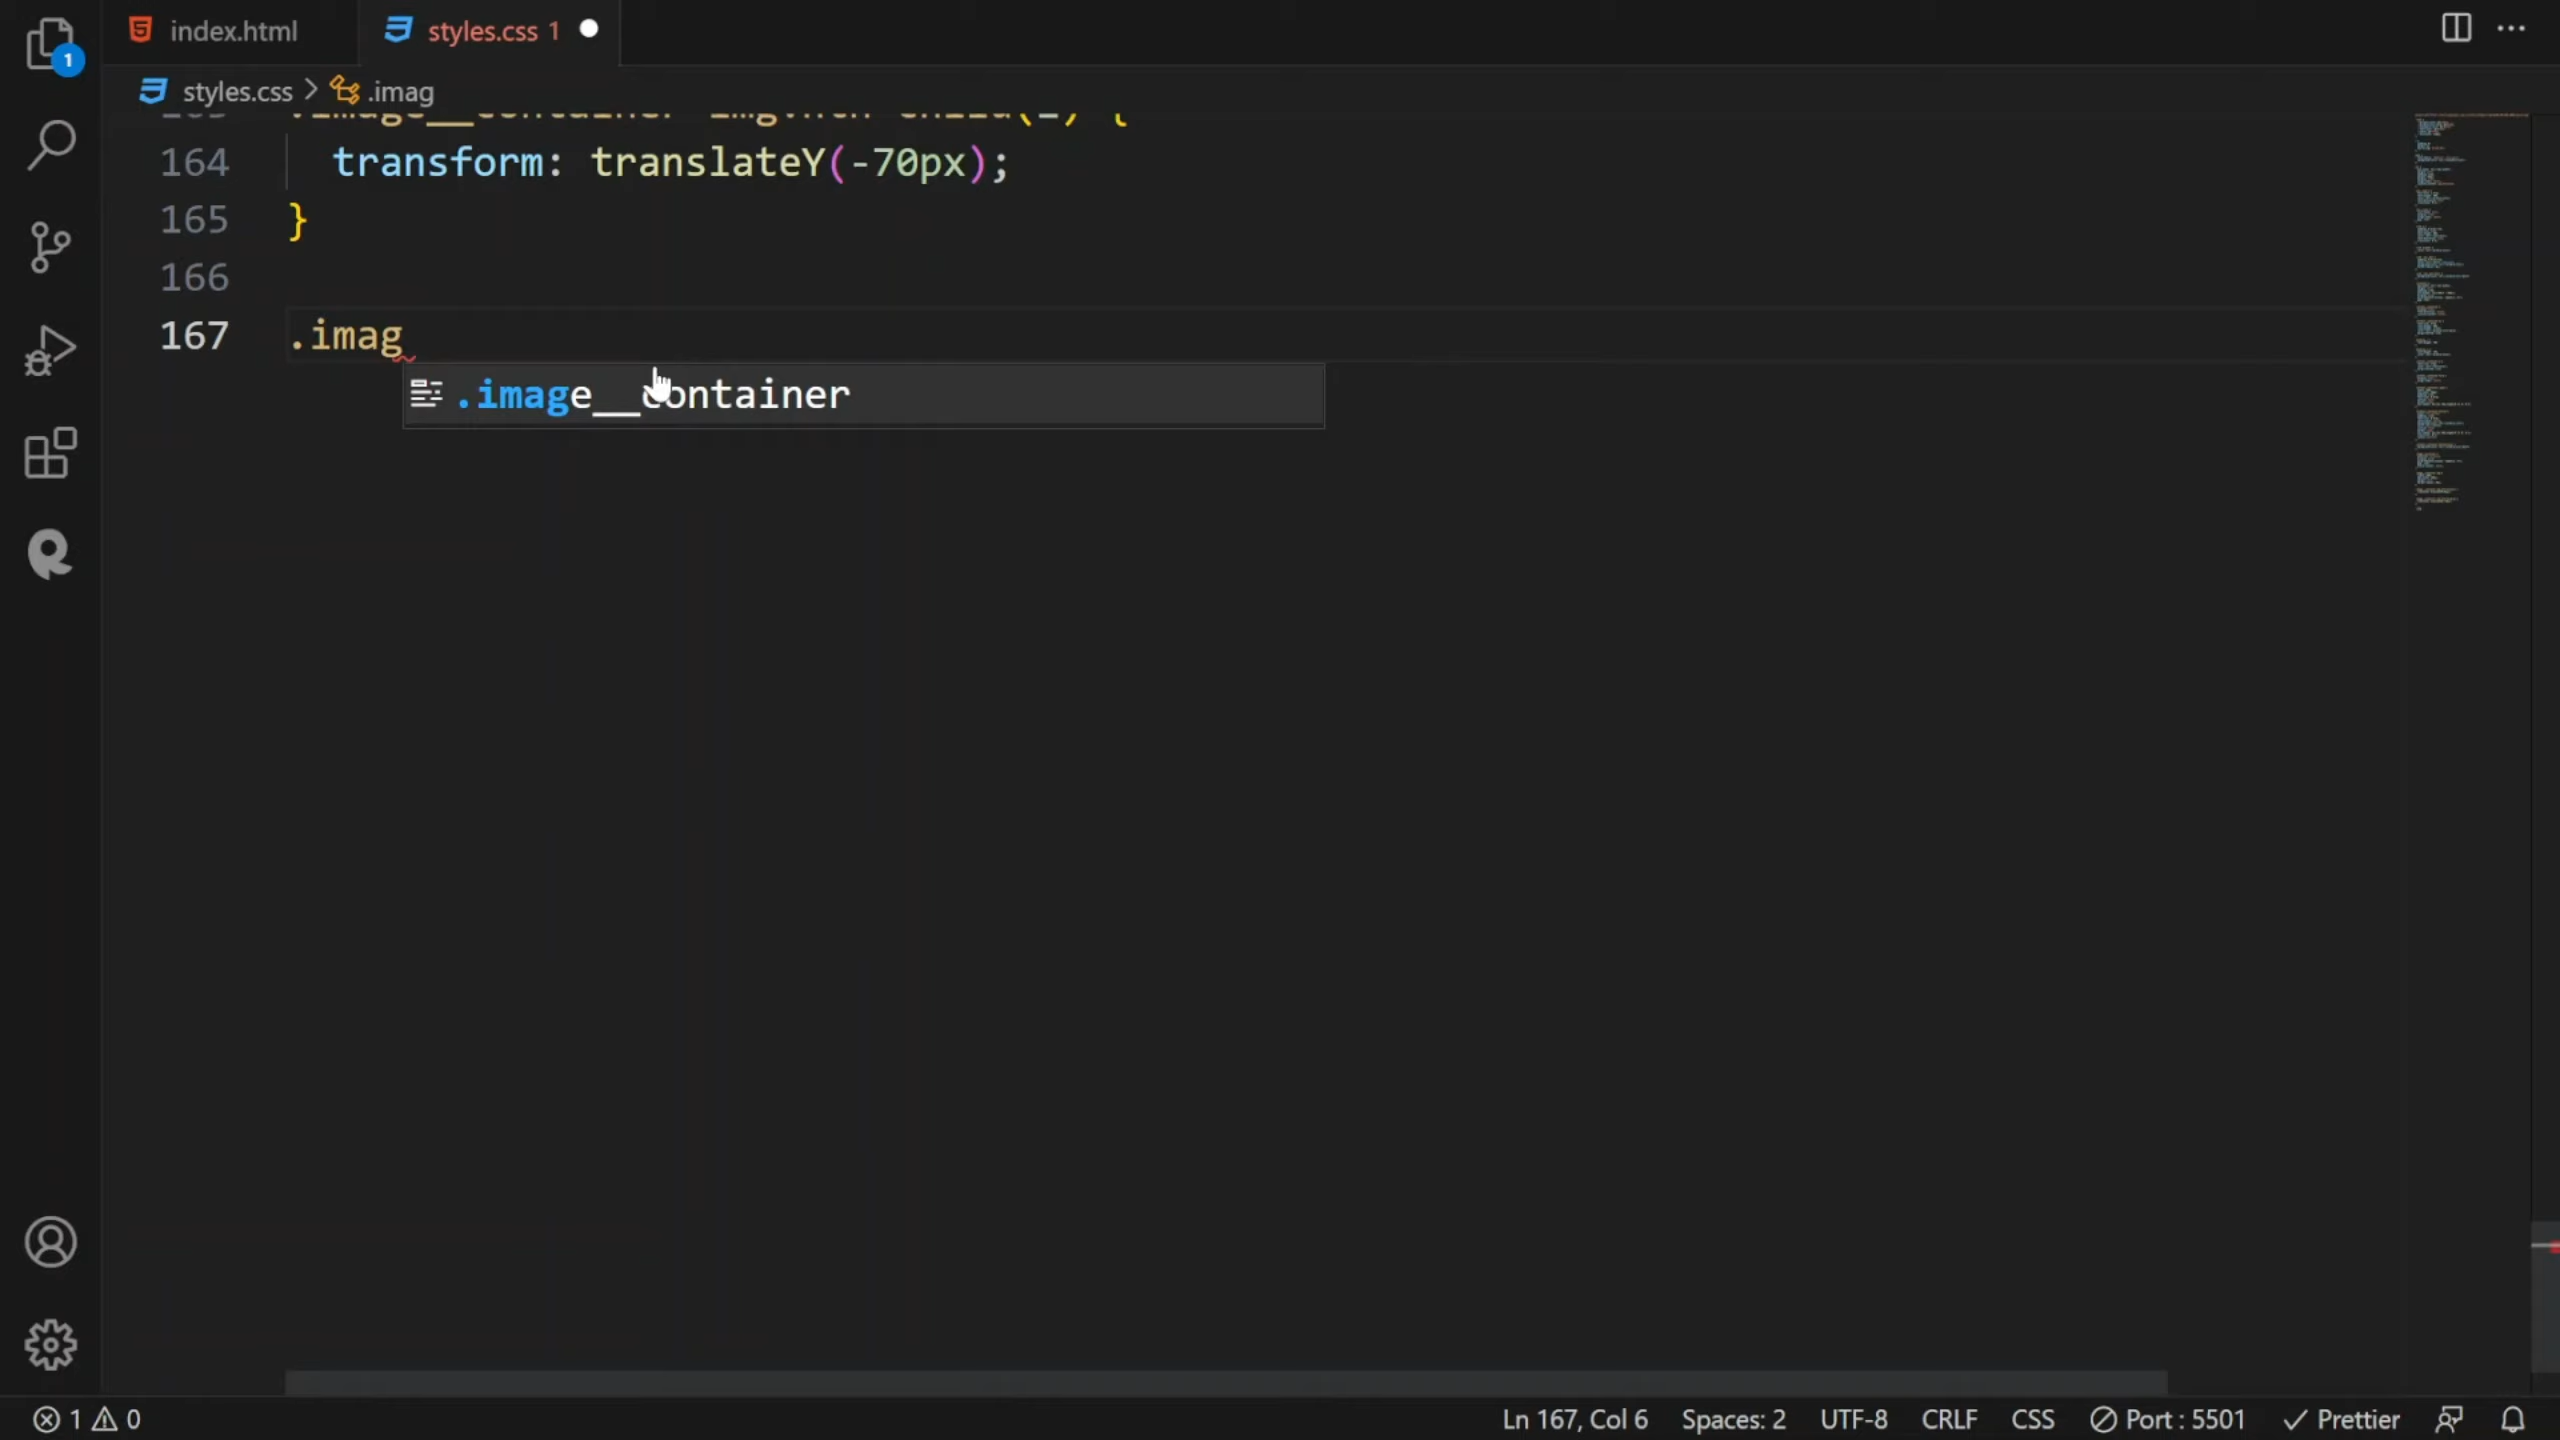 1
index.html
styles.css 1
styles.css > .imag
164 transform: translateY(-70px);
165 }
166
167 .imag
.image__container
1 0
Ln 167, Col 6
Spaces: 2
UTF-8
CRLF
CSS
Port : 5501
Prettier